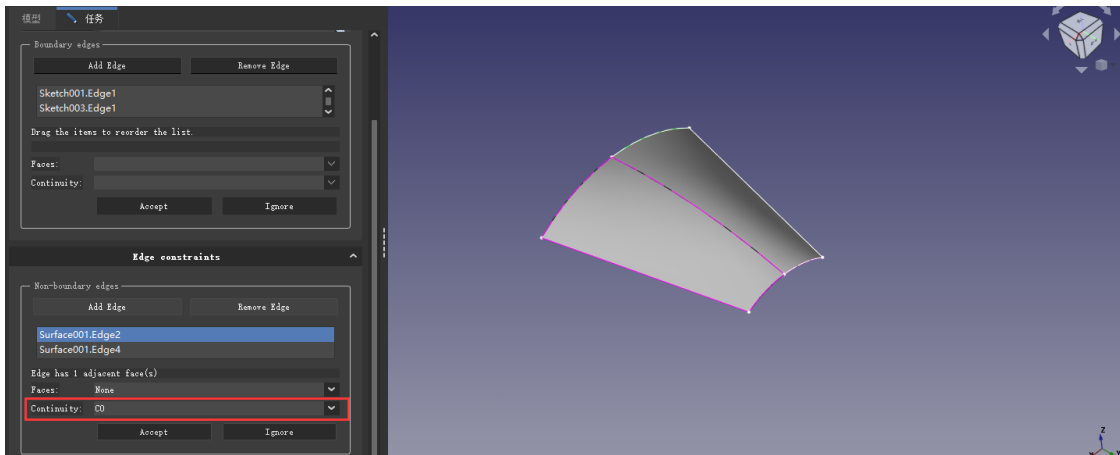 模型 任务
Boundary edges
Add Edge Remove Edge
Sketch001.Edge1
Sketch003.Edge1
Drag the items to reorder the list.
Faces:
Continuity:
Accept Ignore
Edge constraints
Non-boundary edges
Add Edge Remove Edge
Surface001.Edge2
Surface001.Edge4
Edge has 1 adjacent face(s)
Faces: None
Continuity: C0
Accept Ignore
Z